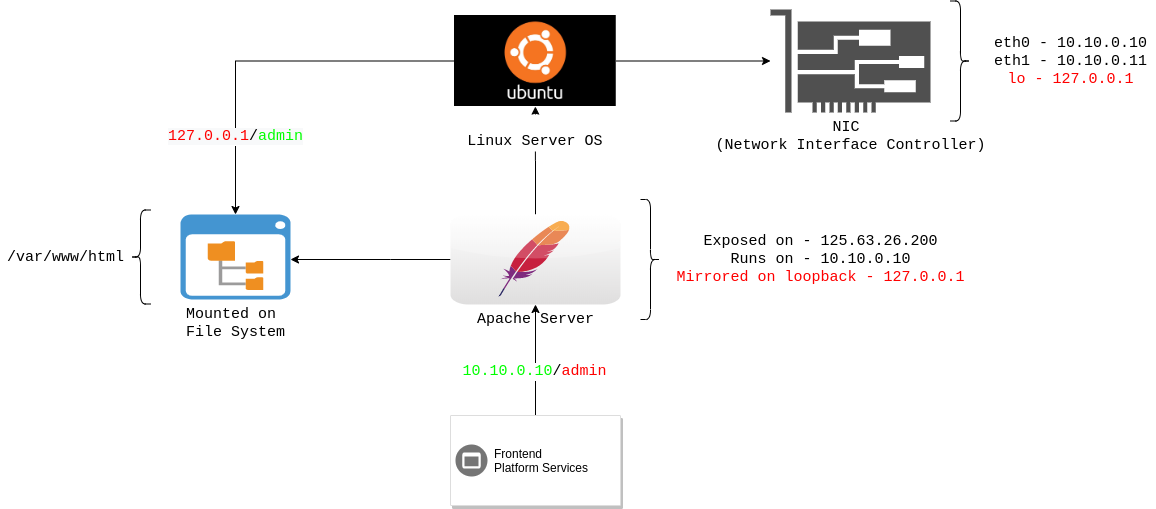 ubuntu
eth0 - 10.10.0.10
eth1 - 10.10.0.11
lo - 127.0.0.1
NIC
(Network Interface Controller)
Linux Server OS
127.0.0.1/admin
/var/www/html
Mounted on
File System
Exposed on - 125.63.26.200
Runs on - 10.10.0.10
Mirrored on loopback - 127.0.0.1
Apache Server
10.10.0.10/admin
Frontend
Platform Services